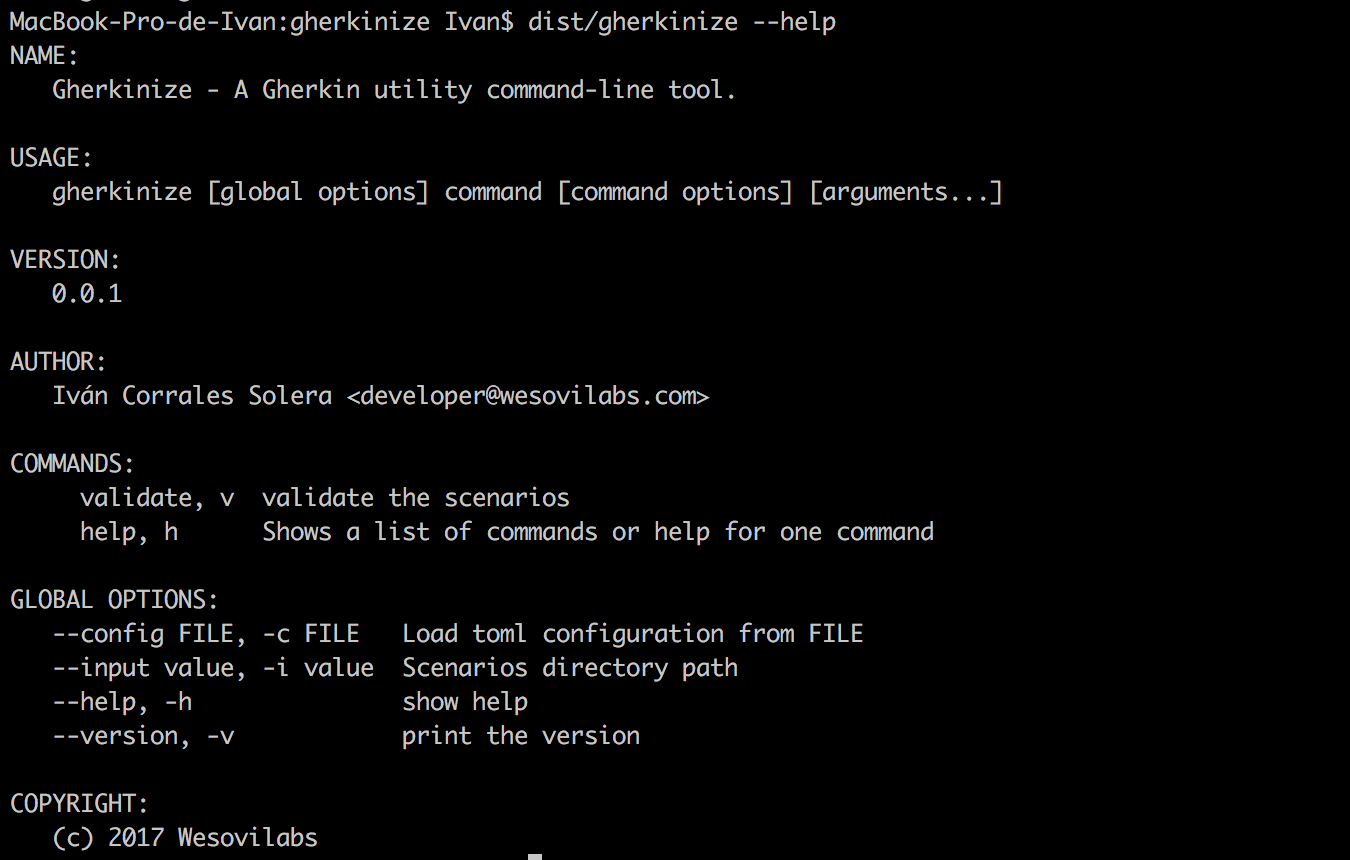 MacBook-Pro-de-Ivan:gherkinize Ivan$ dist/gherkinize --help
NAME:
   Gherkinize - A Gherkin utility command-line tool.

USAGE:
   gherkinize [global options] command [command options] [arguments...]

VERSION:
   0.0.1

AUTHOR:
   Iván Corrales Solera <developer@wesovilabs.com>

COMMANDS:
     validate, v  validate the scenarios
     help, h      Shows a list of commands or help for one command

GLOBAL OPTIONS:
   --config FILE, -c FILE   Load toml configuration from FILE
   --input value, -i value  Scenarios directory path
   --help, -h               show help
   --version, -v            print the version

COPYRIGHT:
   (c) 2017 Wesovilabs